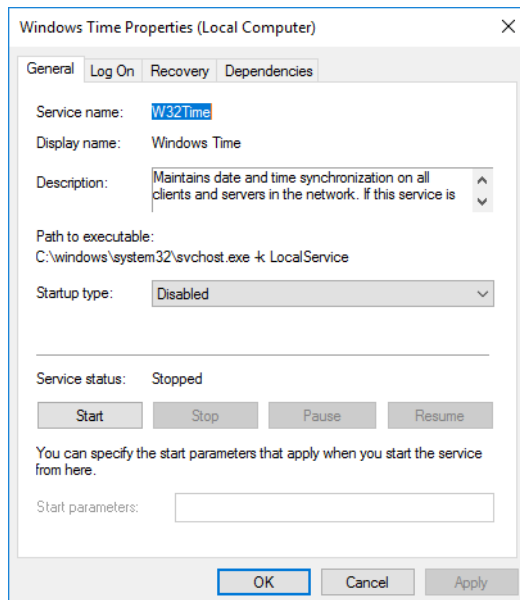 Windows Time Properties (Local Computer)
General Log On Recovery Dependencies
Service name: W32Time
Display name: Windows Time
Description: Maintains date and time synchronization on all
clients and servers in the network. If this service is
Path to executable:
C:\windows\system32\svchost.exe -k LocalService
Startup type: Disabled
Service status: Stopped
Start Stop Pause Resume
You can specify the start parameters that apply when you start the service
from here.
Start parameters:
OK Cancel Apply